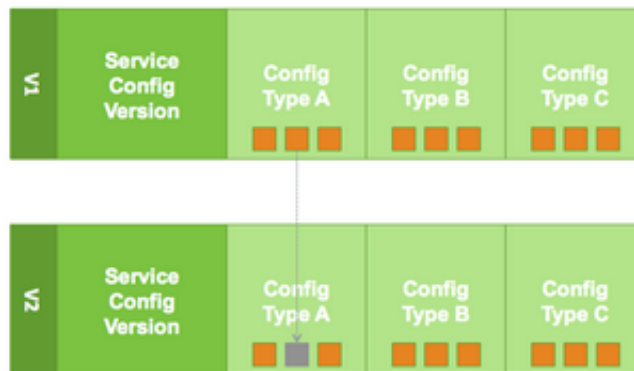 V1
Service
Config
Version
Config
Type A
Config
Type B
Config
Type C
V2
Service
Config
Version
Config
Type A
Config
Type B
Config
Type C